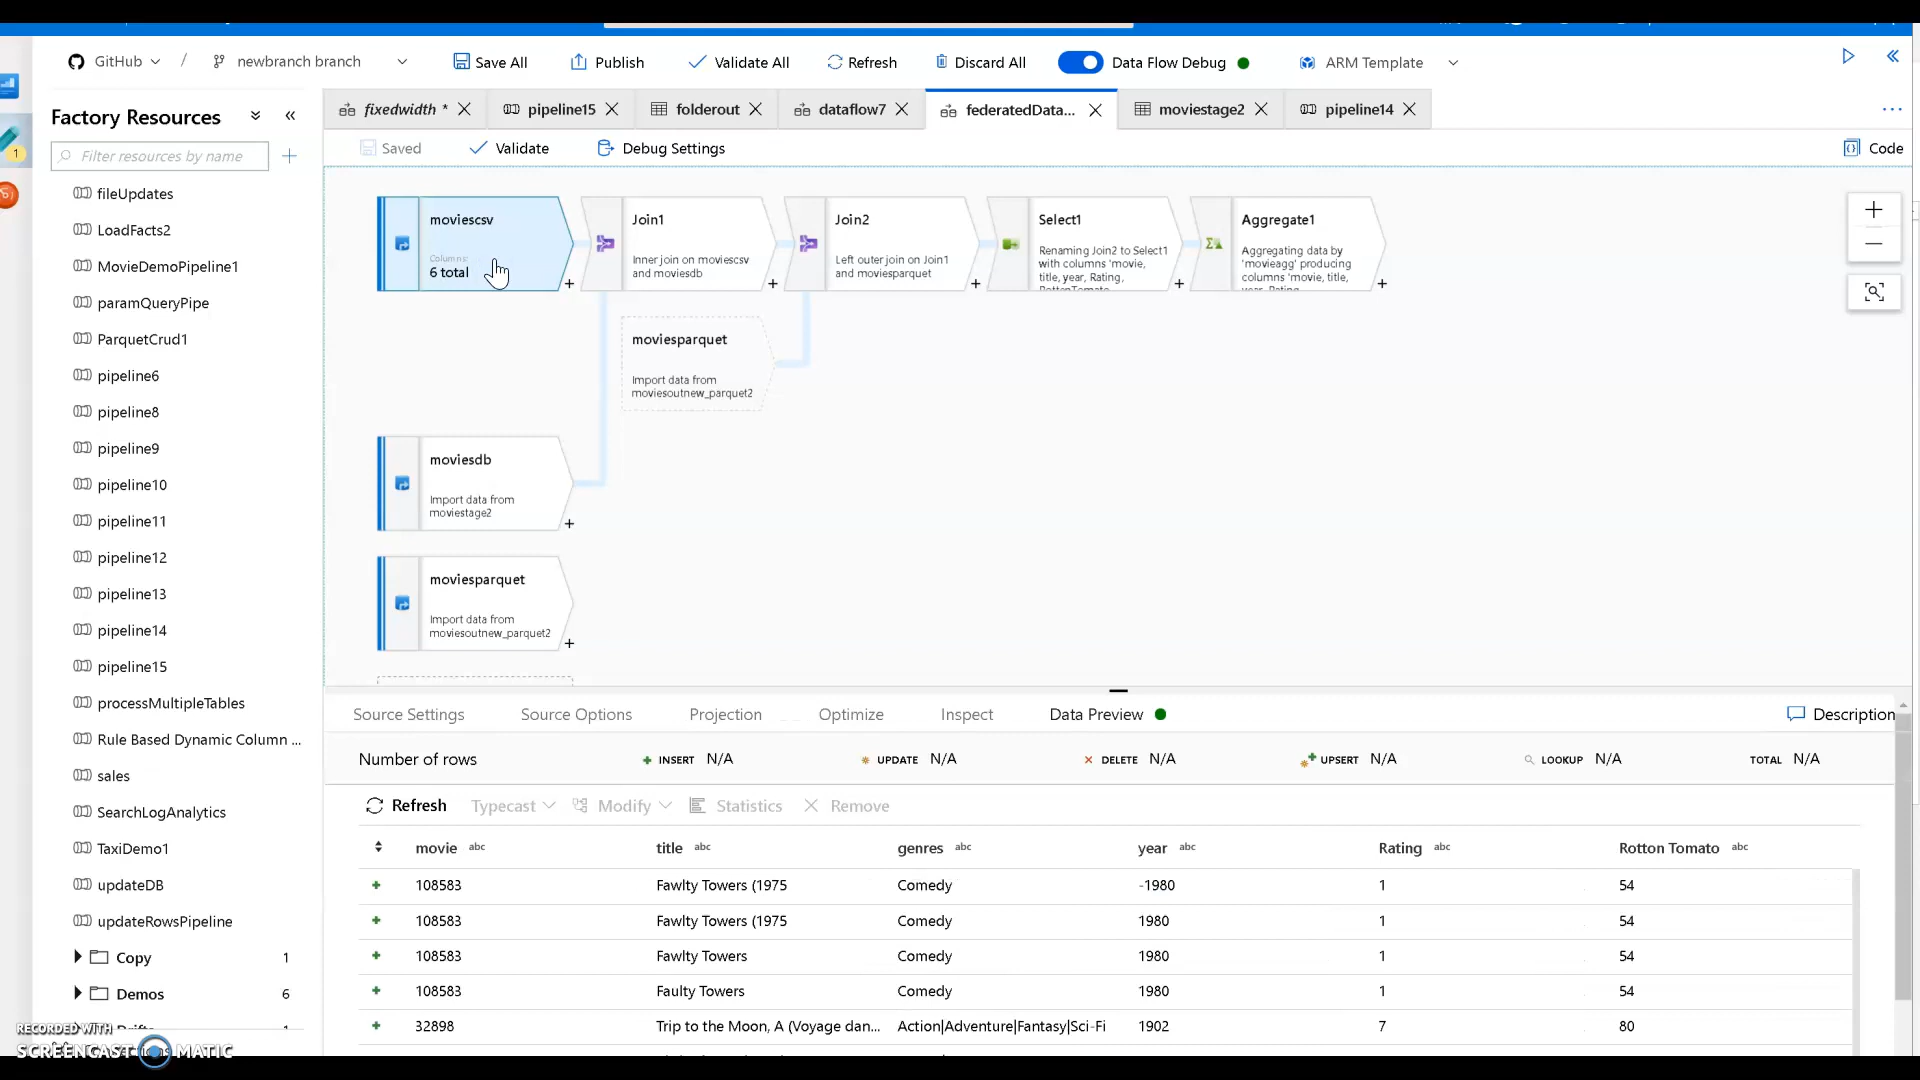 GitHub / newbranch branch Save All Publish Validate All Refresh Discard All Data Flow Debug ARM Template
Factory Resources
fixedwidth * pipeline15 folderout dataflow7 federatedData... moviestage2 pipeline14 ...
Filter resources by name
Saved Validate Debug Settings Code
fileUpdates
LoadFacts2
MovieDemoPipeline1
paramQueryPipe
ParquetCrud1
pipeline6
pipeline8
pipeline9
pipeline10
pipeline11
pipeline12
pipeline13
pipeline14
pipeline15
processMultipleTables
Rule Based Dynamic Column ...
sales
SearchLogAnalytics
TaxiDemo1
updateDB
updateRowsPipeline
Copy 1
Demos 6
1
moviescsv
Columns:
6 total
Join1
Inner join on moviescsv
and moviesdb
Join2
Left outer join on Join1
and moviesparquet
Select1
Renaming Join2 to Select1
with columns 'movie,
title, year, Rating,
RottenTomato
Aggregate1
Aggregating data by
'movieagg' producing
columns 'movie, title,
year, Rating,
moviesparquet
Import data from
moviesoutnew_parquet2
moviesdb
Import data from
moviestage2
moviesparquet
Import data from
moviesoutnew_parquet2
Source Settings Source Options Projection Optimize Inspect Data Preview Description
Number of rows INSERT N/A UPDATE N/A DELETE N/A UPSERT N/A LOOKUP N/A TOTAL N/A
Refresh Typecast Modify Statistics Remove
movie abc title abc genres abc year abc Rating abc Rotton Tomato abc
108583 Fawlty Towers (1975 Comedy -1980 1 54
108583 Fawlty Towers (1975 Comedy 1980 1 54
108583 Fawlty Towers Comedy 1980 1 54
108583 Faulty Towers Comedy 1980 1 54
32898 Trip to the Moon, A (Voyage dan... Action|Adventure|Fantasy|Sci-Fi 1902 7 80
RECORDED WITH
SCREENCAST MATIC